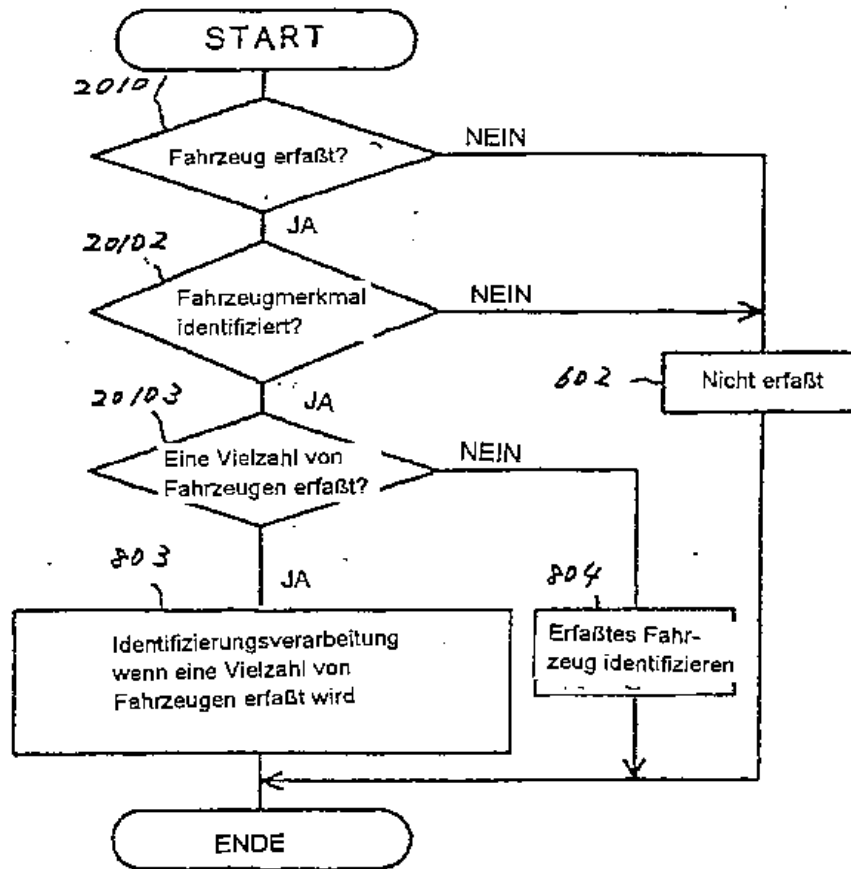 START
20101
Fahrzeug erfaßt?
NEIN
JA
20102
Fahrzeugmerkmal
identifiziert?
NEIN
602
Nicht erfaßt
JA
20103
Eine Vielzahl von
Fahrzeugen erfaßt?
NEIN
803
JA
804
Identifizierungsverarbeitung
wenn eine Vielzahl von
Fahrzeugen erfaßt wird
Erfaßtes Fahr-
zeug identifizieren
ENDE